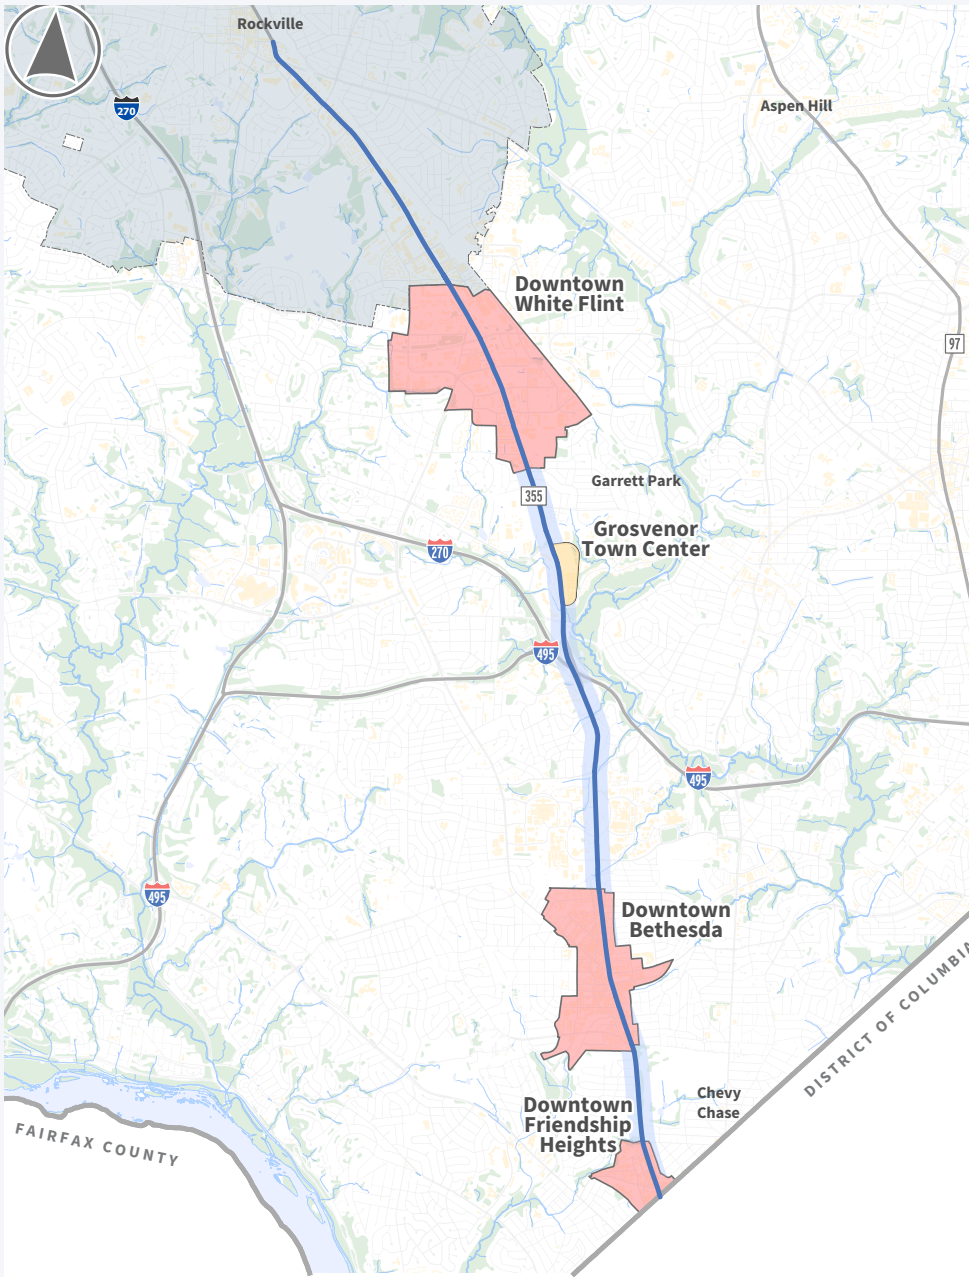 Rockville
270
Aspen Hill
Downtown
White Flint
97
Garrett Park
355
Grosvenor
Town Center
270
495
495
495
Downtown
Bethesda
DISTRICT OF COLUMBIA
Chevy
Chase
Downtown
Friendship
Heights
FAIRFAX COUNTY